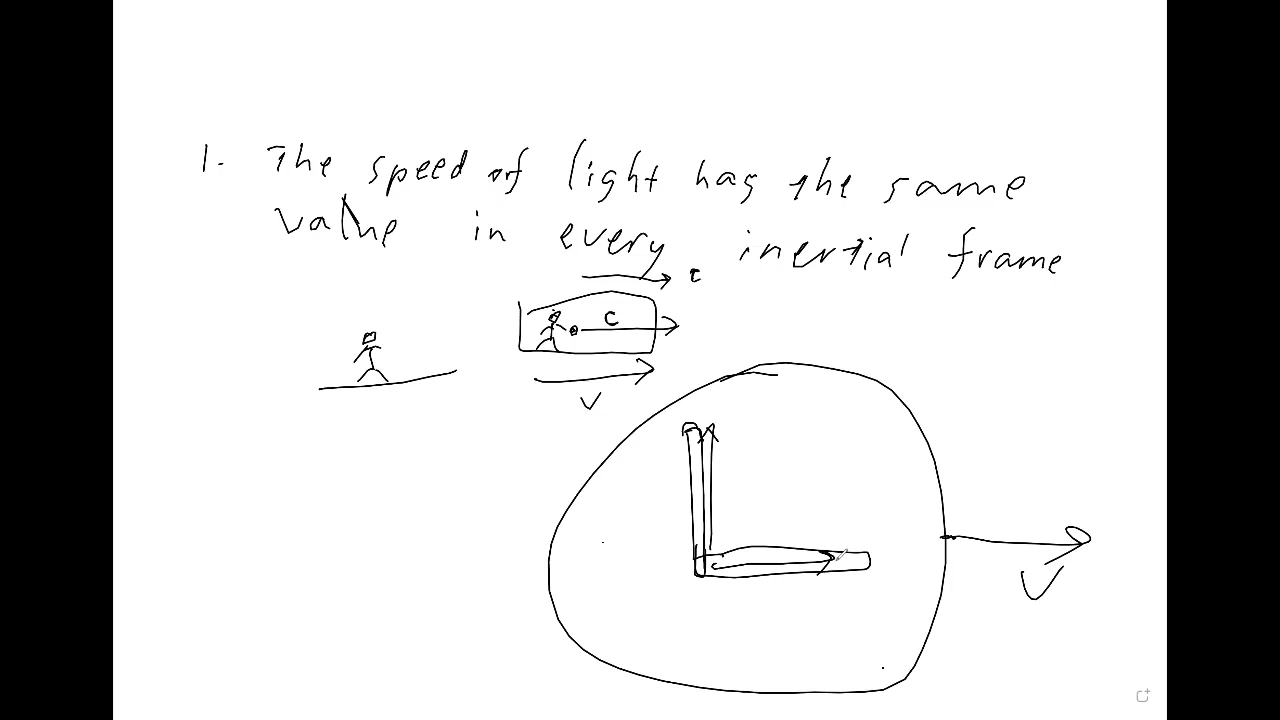 1. The speed of light has the same
value in every inertial frame
c
C
V
V